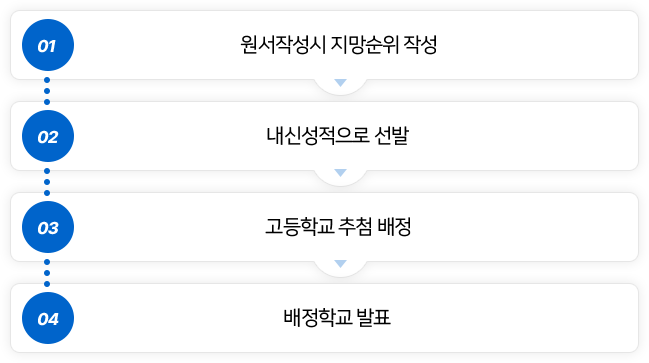 01
원서작성시 지망순위 작성
02
내신성적으로 선발
03
고등학교 추첨 배정
04
배정학교 발표